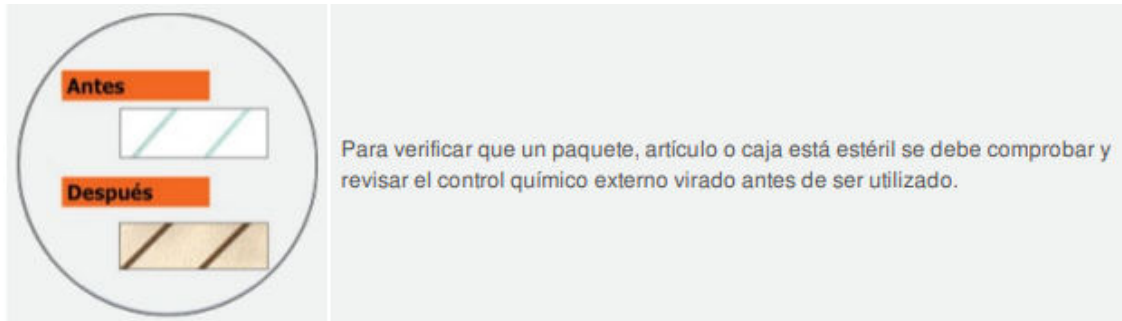 Antes
Después
Para verificar que un paquete, artículo o caja está estéril se debe comprobar y
revisar el control químico externo virado antes de ser utilizado.